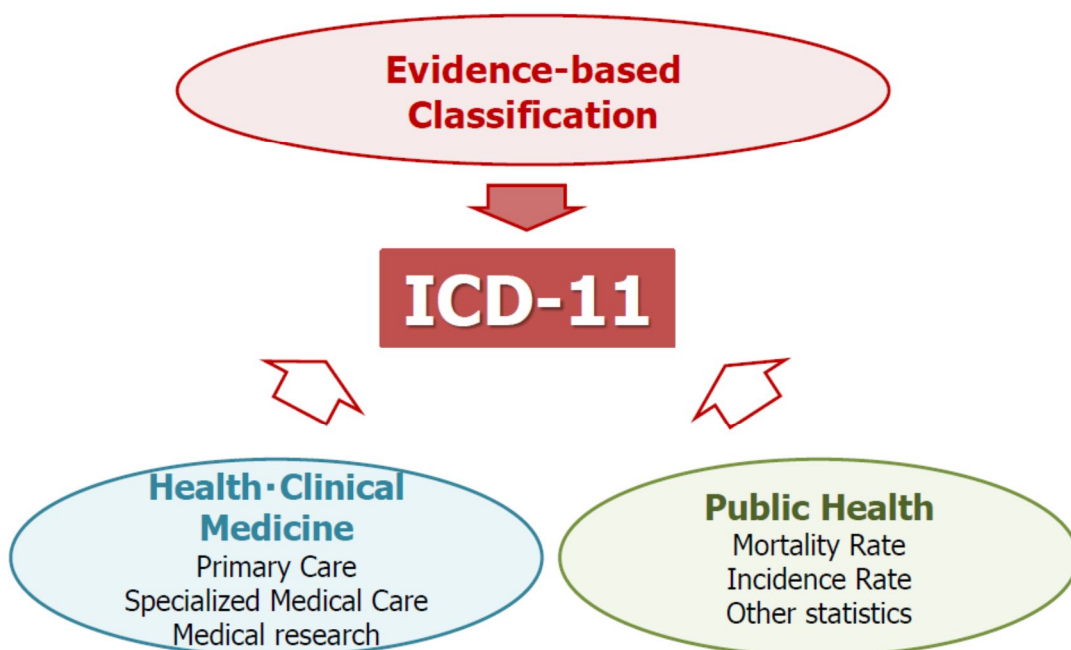 Evidence-based
Classification
ICD-11
Health·Clinical
Medicine
Primary Care
Specialized Medical Care
Medical research
Public Health
Mortality Rate
Incidence Rate
Other statistics